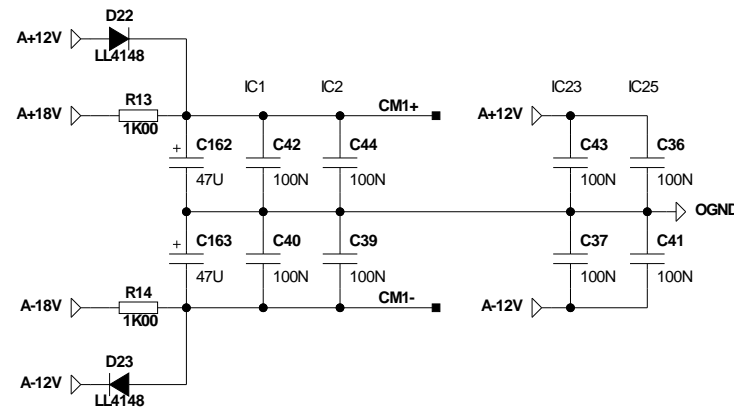 D22
A+12V
LL4148
IC1 IC2 IC23 IC25
R13
A+18V CM1+ A+12V
1K00
+ C162 C42 C44 C43 C36
47U 100N 100N 100N 100N
OGND
+ C163 C40 C39 C37 C41
47U 100N 100N 100N 100N
R14
A-18V CM1- A-12V
1K00
D23
A-12V
LL4148